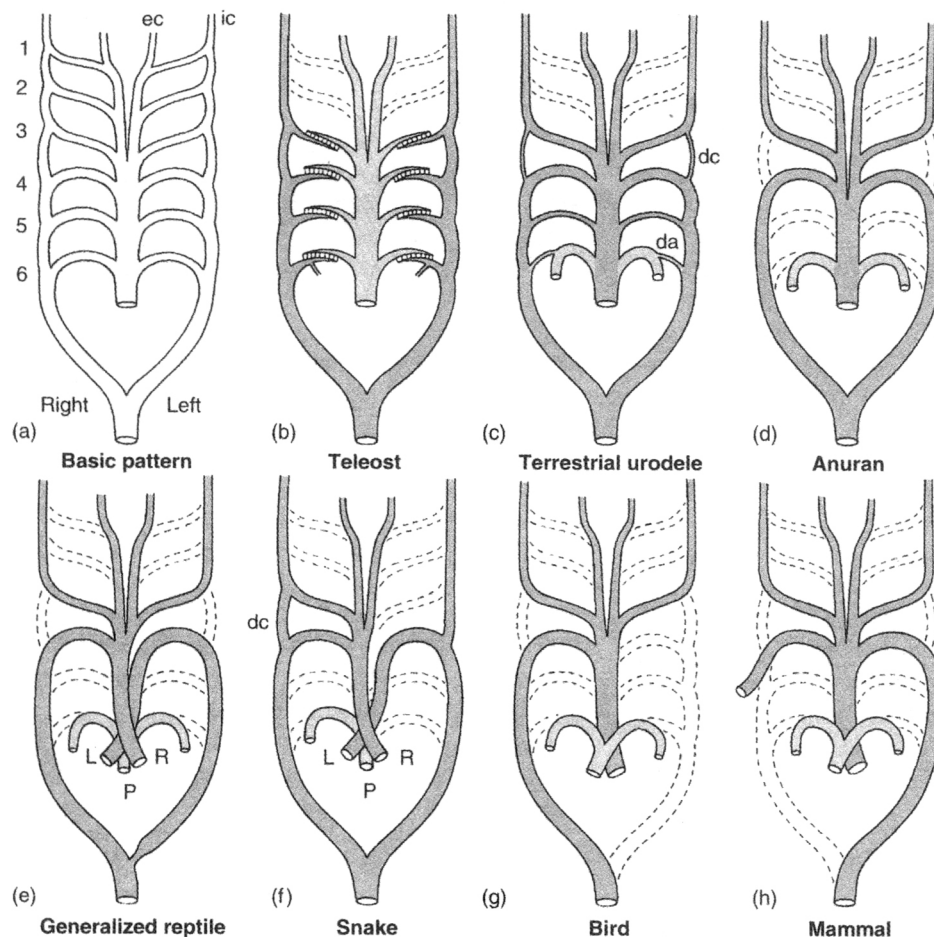 ec ic
1
2
3
4
5
6
Right Left
(a)
Basic pattern
(b)
Teleost
dc
da
(c)
Terrestrial urodele
(d)
Anuran
L R
P
(e)
Generalized reptile
dc
L R
P
(f)
Snake
(g)
Bird
(h)
Mammal